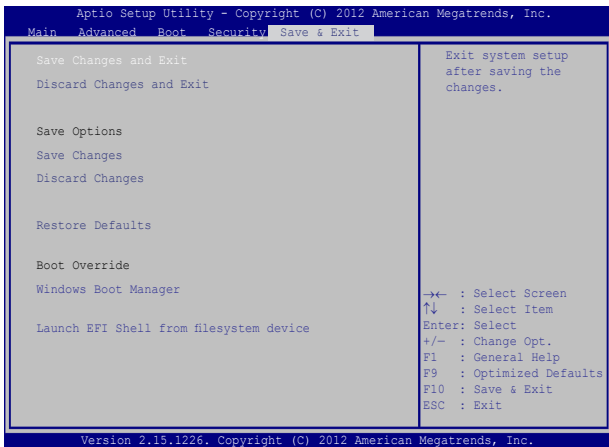 Aptio Setup Utility - Copyright (C) 2012 American Megatrends, Inc.
Main Advanced Boot Security Save & Exit
Save Changes and Exit
Discard Changes and Exit
Save Options
Save Changes
Discard Changes
Restore Defaults
Boot Override
Windows Boot Manager
Launch EFI Shell from filesystem device
Exit system setup
after saving the
changes.
→← : Select Screen
↑↓ : Select Item
Enter: Select
+/— : Change Opt.
F1 : General Help
F9 : Optimized Defaults
F10 : Save & Exit
ESC : Exit
Version 2.15.1226. Copyright (C) 2012 American Megatrends, Inc.